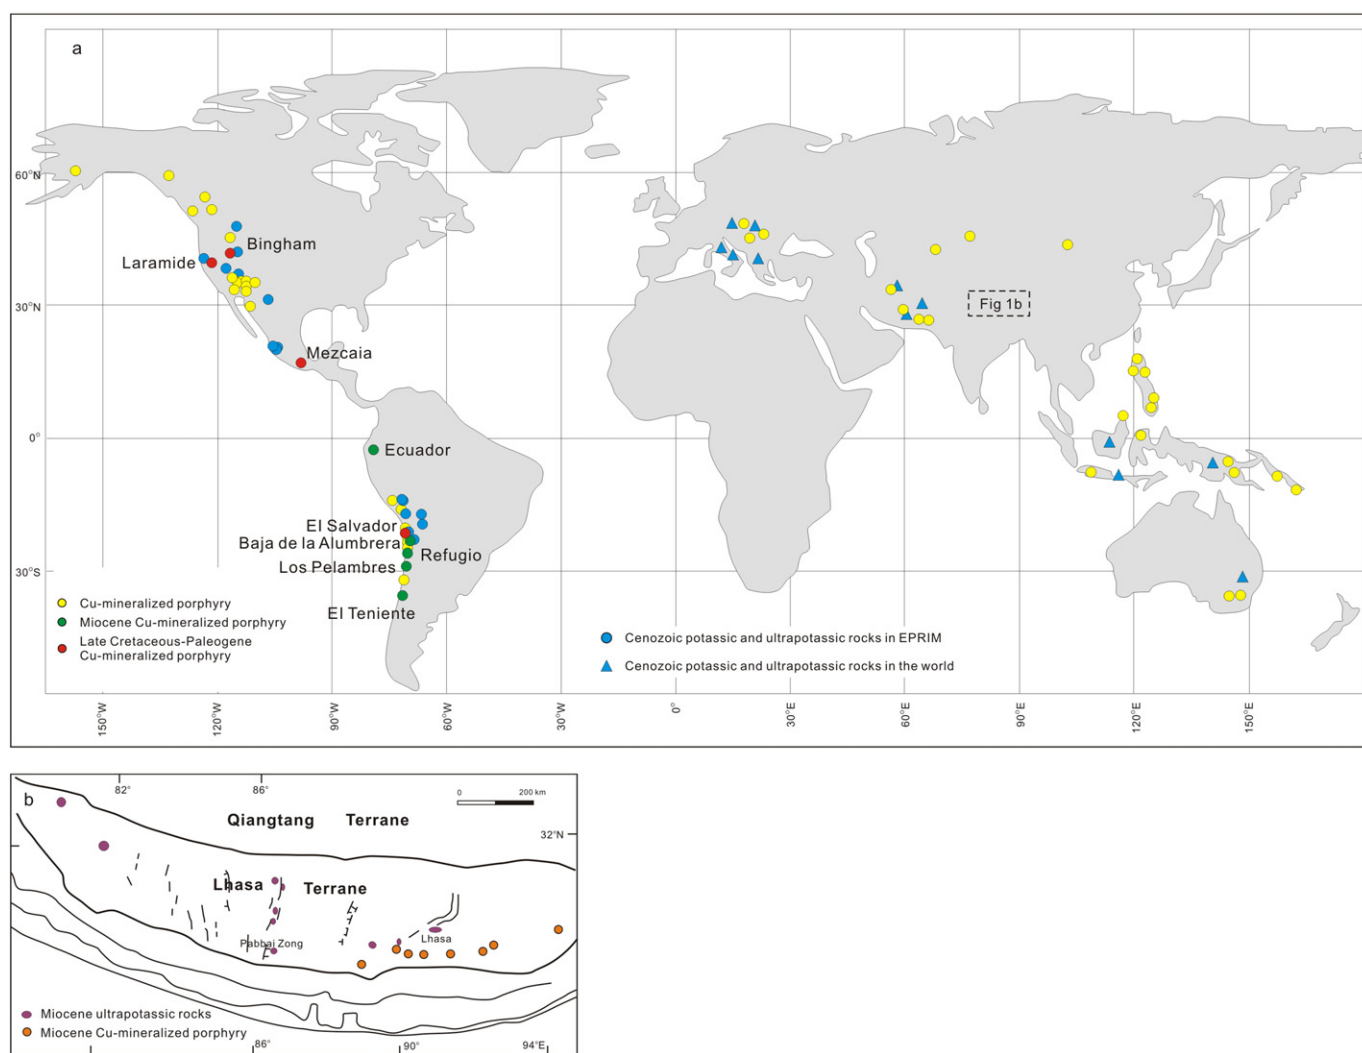 a
60°N
Bingham
Laramide
30°N
Fig 1b
Mezcaia
0°
Ecuador
El Salvador
Baja de la Alumbrera
Refugio
Los Pelambres
30°S
El Teniente
Cu-mineralized porphyry
Miocene Cu-mineralized porphyry
Late Cretaceous-Paleogene
Cu-mineralized porphyry
Cenozoic potassic and ultrapotassic rocks in EPRIM
Cenozoic potassic and ultrapotassic rocks in the world
150°W
120°W
90°W
60°W
30°W
0°
30°E
60°E
90°E
120°E
150°E
b
82°
86°
0 200 km
Qiangtang Terrane
32°N
Lhasa Terrane
Pabbai Zong
Lhasa
Miocene ultrapotassic rocks
Miocene Cu-mineralized porphyry
86°
90°
94°E